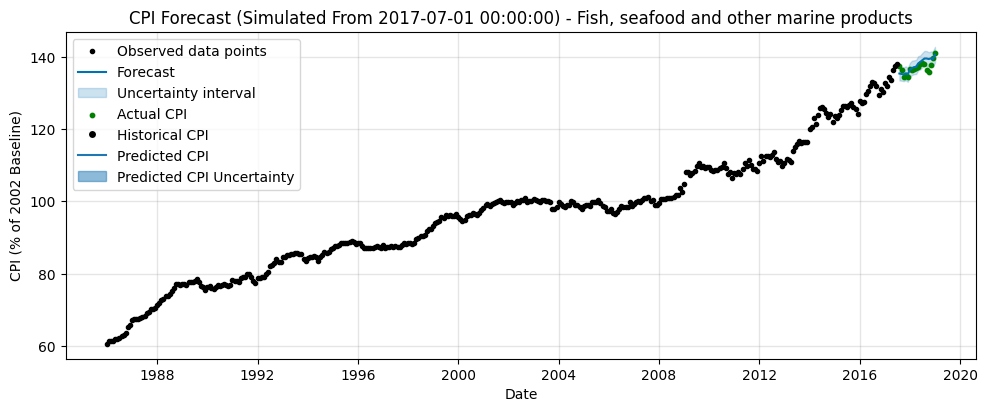 CPI Forecast (Simulated From 2017-07-01 00:00:00) - Fish, seafood and other marine products
Observed data points
Forecast
Uncertainty interval
Actual CPI
Historical CPI
Predicted CPI
Predicted CPI Uncertainty
CPI (% of 2002 Baseline)
140
120
100
80
60
1988 1992 1996 2000 2004 2008 2012 2016 2020
Date